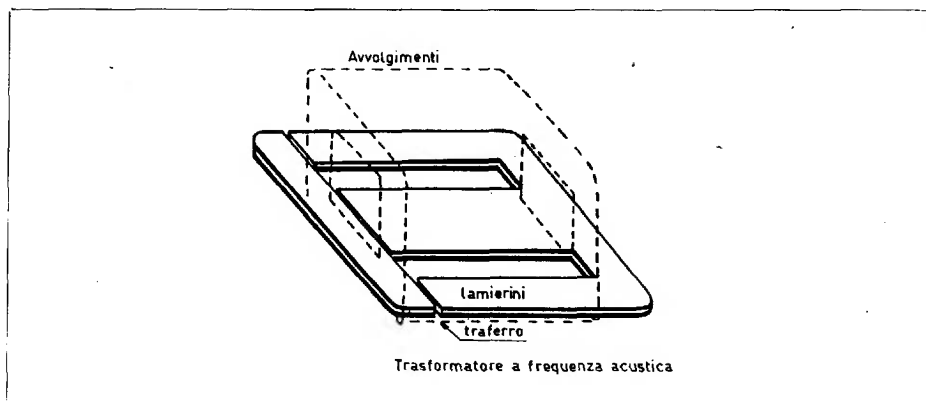 Avvolgimenti
lamierini
traferro
Trasformatore a frequenza acustica